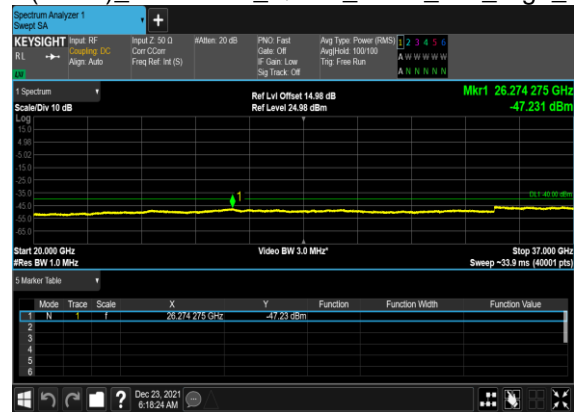 Spectrum Analyzer 1
Swept SA
KEYSIGHT Input: RF Input Z: 50 Ω #Atten: 20 dB PNO: Fast Avg Type: Power (RMS) 1 2 3 4 5 6
RL Coupling: DC Corr CCorr Gate: Off Avg|Hold: 100/100 A W W W W W
Align: Auto Freq Ref: Int (S) IF Gain: Low Trig: Free Run
Sig Track: Off A N N N N N
1 Spectrum Ref Lvl Offset 14.98 dB Mkr1 26.274 275 GHz
Scale/Div 10 dB Ref Level 24.98 dBm -47.231 dBm
Log
15.0
4.98
-5.02
-15.0
-25.0
-35.0 DL1 -40.00 dBm
1
-45.0
-55.0
-65.0
Start 20.000 GHz Video BW 3.0 MHz* Stop 37.000 GHz
#Res BW 1.0 MHz Sweep ~33.9 ms (40001 pts)
5 Marker Table
Mode Trace Scale X Y Function Function Width Function Value
1 N 1 f 26.274 275 GHz -47.23 dBm
2
3
4
5
6
? Dec 23, 2021
6:18:24 AM